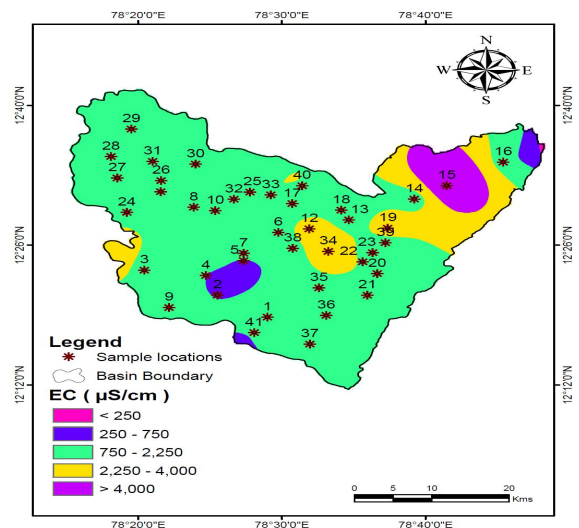 78°20'0"E 78°30'0"E 78°40'0"E
N
W E
S
12°40'0"N 12°40'0"N
29
28 31 30 16
27 26 25 33 40 15
24 8 10 32 17 18 14
13
6 12 19
7 38 34 22 23 39
5
3 4 20
2 35 21
9 1 36
41 37
12°26'0"N 12°26'0"N
12°12'0"N 12°12'0"N
Legend
Sample locations
Basin Boundary
EC ( µS/cm )
< 250
250 - 750
750 - 2,250
2,250 - 4,000
> 4,000
0 5 10 20
Kms
78°20'0"E 78°30'0"E 78°40'0"E